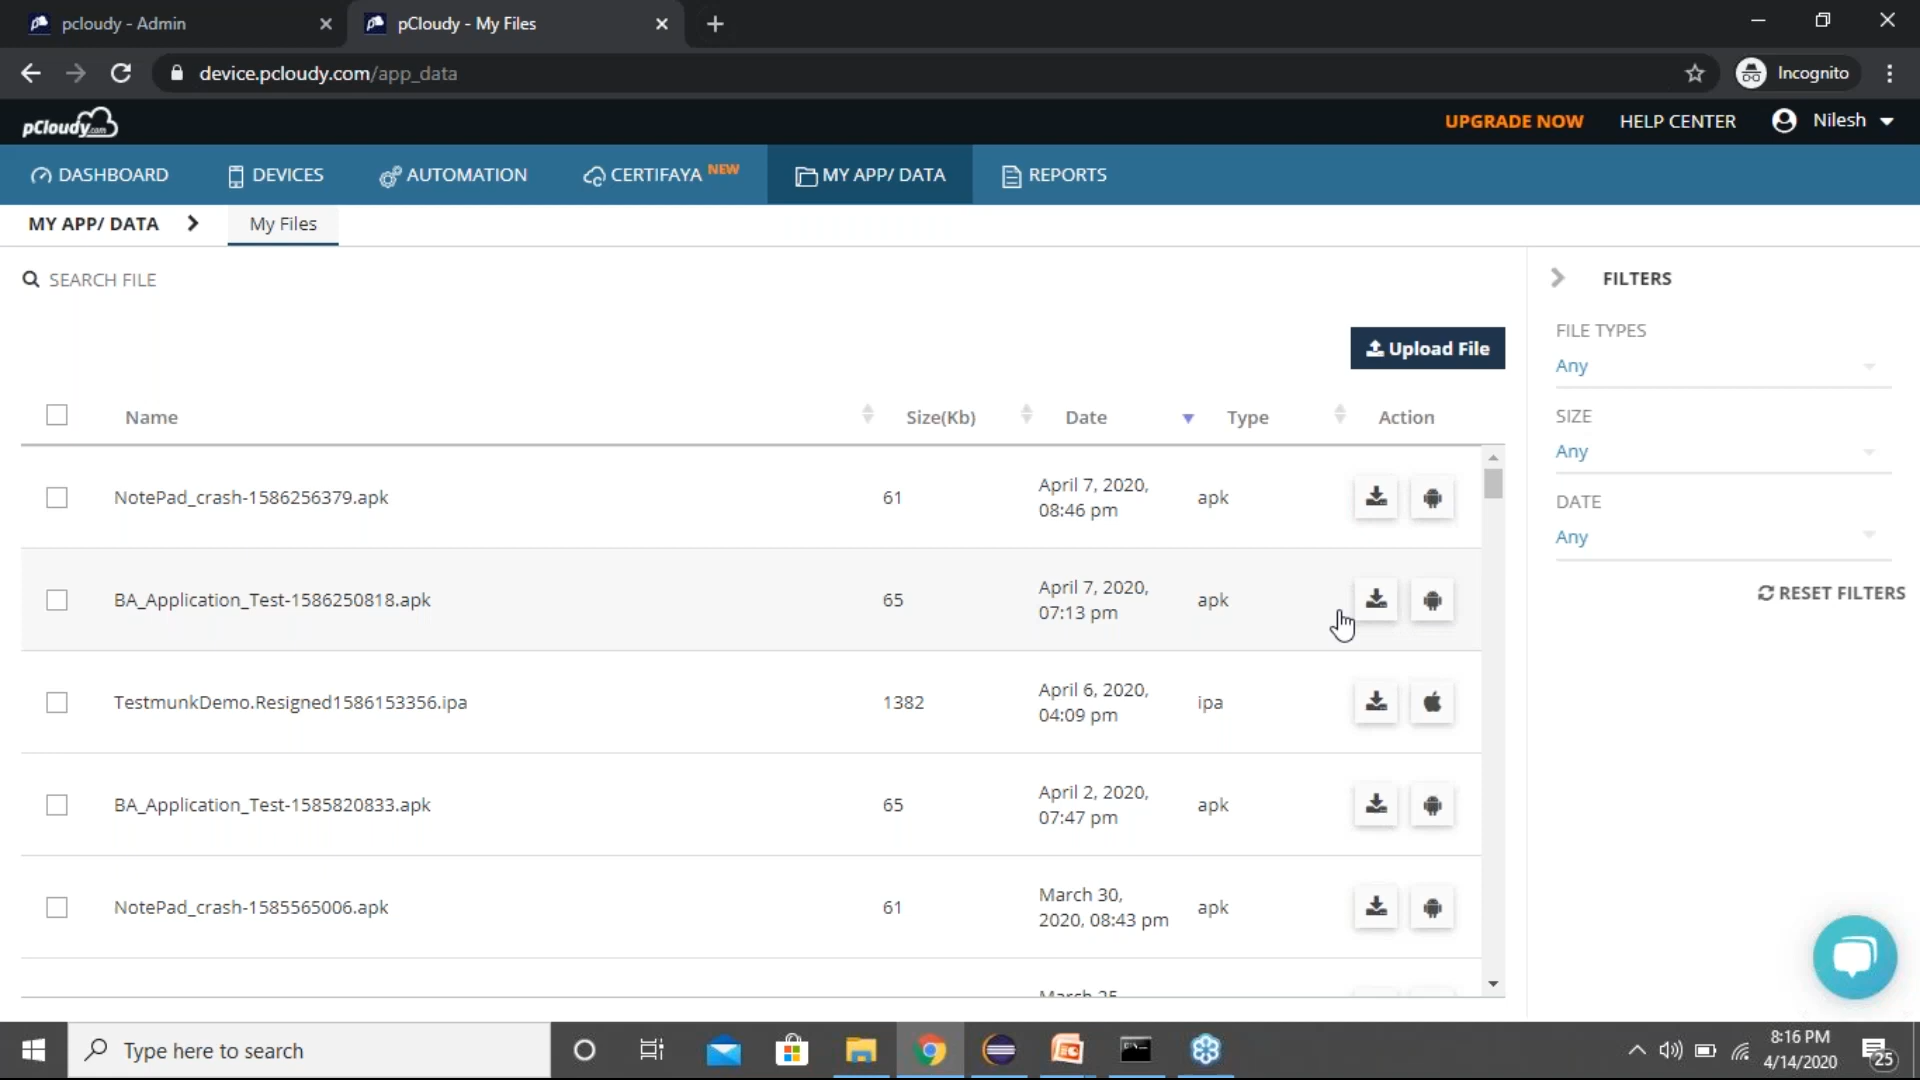 pcloudy - Admin
pCloudy - My Files
device.pcloudy.com/app_data
Incognito
pCloudy.com
UPGRADE NOW
HELP CENTER
Nilesh
DASHBOARD
DEVICES
AUTOMATION
CERTIFAYA NEW
MY APP/ DATA
REPORTS
MY APP/ DATA
My Files
SEARCH FILE
FILTERS
FILE TYPES
Any
SIZE
Any
DATE
Any
RESET FILTERS
Upload File
Name Size(Kb) Date Type Action
NotePad_crash-1586256379.apk 61 April 7, 2020, apk
08:46 pm
BA_Application_Test-1586250818.apk 65 April 7, 2020, apk
07:13 pm
TestmunkDemo.Resigned1586153356.ipa 1382 April 6, 2020, ipa
04:09 pm
BA_Application_Test-1585820833.apk 65 April 2, 2020, apk
07:47 pm
NotePad_crash-1585565006.apk 61 March 30, apk
2020, 08:43 pm
March 25,
Type here to search
8:16 PM
4/14/2020
25